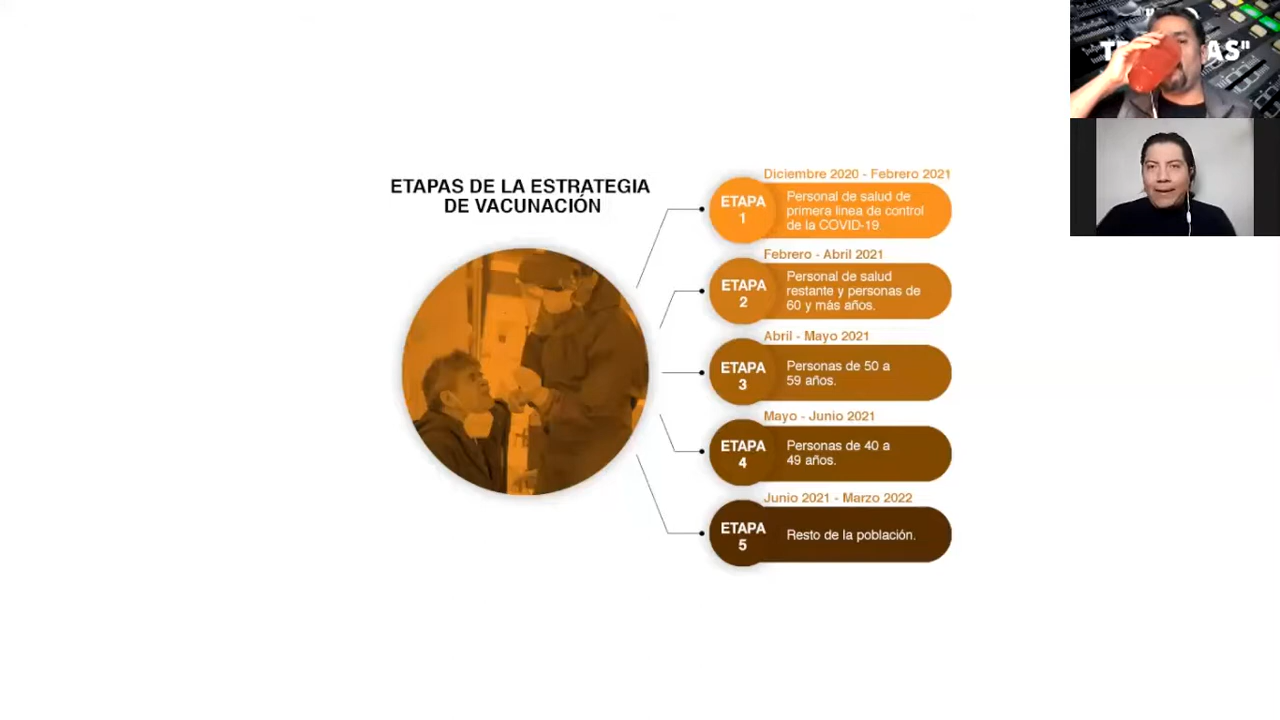 AS"
ETAPAS DE LA ESTRATEGIA
DE VACUNACIÓN
Diciembre 2020 - Febrero 2021
ETAPA
1
Personal de salud de
primera linea de control
de la COVID-19.
Febrero - Abril 2021
ETAPA
2
Personal de salud
restante y personas de
60 y más años.
Abril - Mayo 2021
ETAPA
3
Personas de 50 a
59 años.
Mayo - Junio 2021
ETAPA
4
Personas de 40 a
49 años.
Junio 2021 - Marzo 2022
ETAPA
5
Resto de la población.